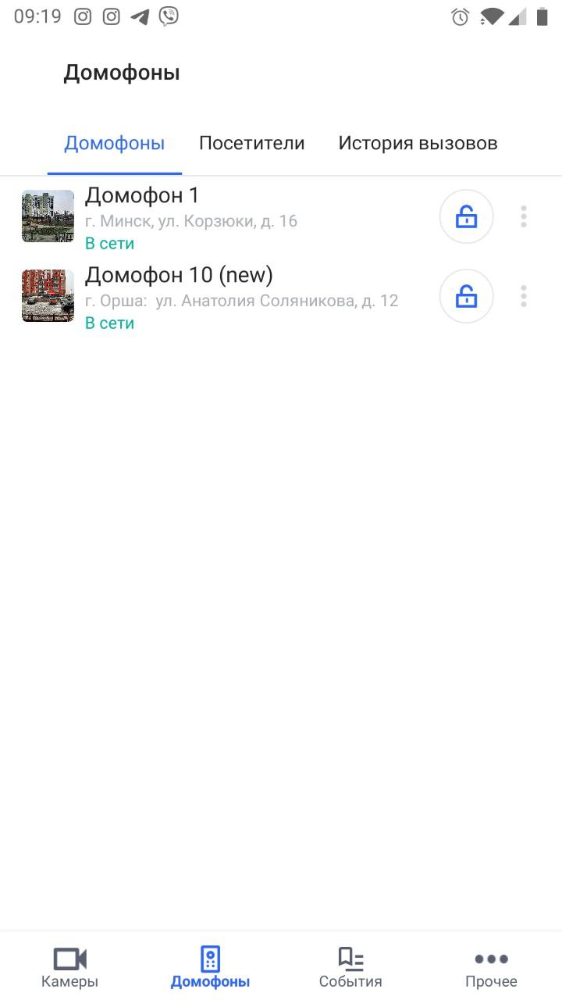 09:19
Домофоны
Домофоны Посетители История вызовов
Домофон 1
г. Минск, ул. Корзюки, д. 16
В сети
Домофон 10 (new)
г. Орша:  ул. Анатолия Соляникова, д. 12
В сети
Камеры Домофоны События Прочее